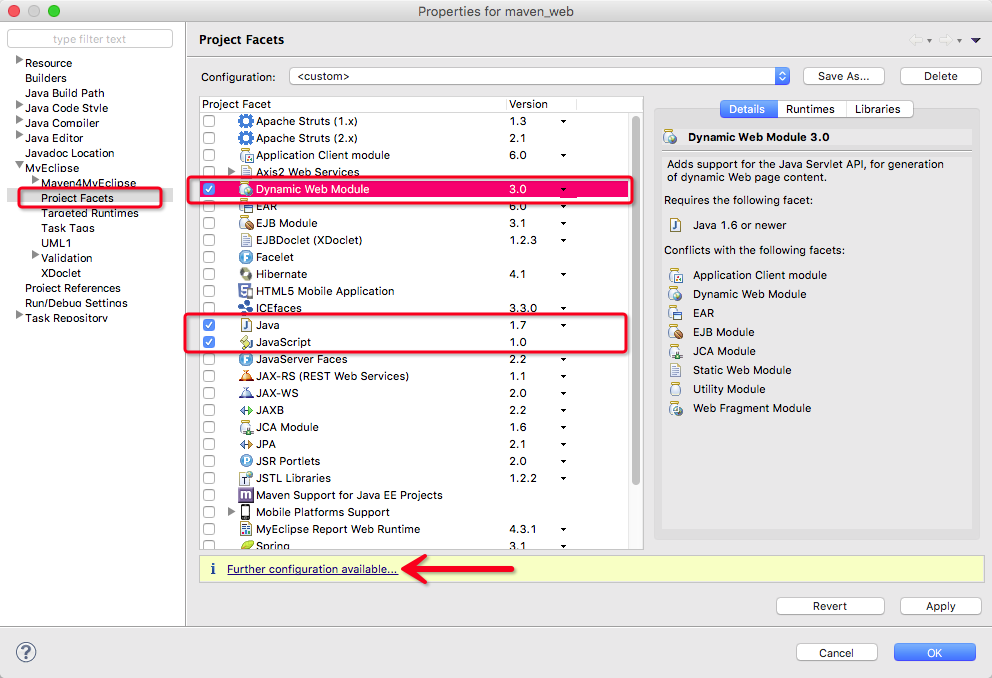 Properties for maven_web
type filter text
Resource
Builders
Java Build Path
Java Code Style
Java Compiler
Java Editor
Javadoc Location
MyEclipse
Maven4MyEclipse
Project Facets
Targeted Runtimes
Task Tags
UML1
Validation
XDoclet
Project References
Run/Debug Settings
Task Repository
Project Facets
Configuration: <custom> Save As... Delete
Project Facet Version
Apache Struts (1.x) 1.3
Apache Struts (2.x) 2.1
Application Client module 6.0
Axis2 Web Services
Dynamic Web Module 3.0
EAR 6.0
EJB Module 3.1
EJBDoclet (XDoclet) 1.2.3
Facelet
Hibernate 4.1
HTML5 Mobile Application
ICEfaces 3.3.0
Java 1.7
JavaScript 1.0
JavaServer Faces 2.2
JAX-RS (REST Web Services) 1.1
JAX-WS 2.0
JAXB 2.2
JCA Module 1.6
JPA 2.1
JSR Portlets 2.0
JSTL Libraries 1.2.2
Maven Support for Java EE Projects
Mobile Platforms Support
MyEclipse Report Web Runtime 4.3.1
Spring 3.1
Details Runtimes Libraries
Dynamic Web Module 3.0
Adds support for the Java Servlet API, for generation
of dynamic Web page content.
Requires the following facet:
Java 1.6 or newer
Conflicts with the following facets:
Application Client module
Dynamic Web Module
EAR
EJB Module
JCA Module
Static Web Module
Utility Module
Web Fragment Module
i Further configuration available...
Revert Apply
? Cancel OK